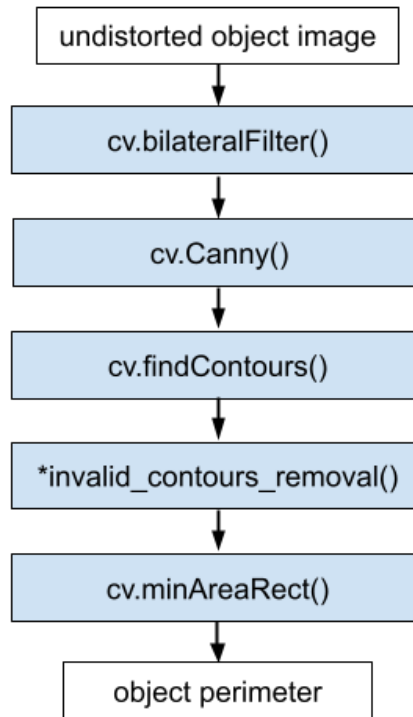 undistorted object image
cv.bilateralFilter()
cv.Canny()
cv.findContours()
*invalid_contours_removal()
cv.minAreaRect()
object perimeter